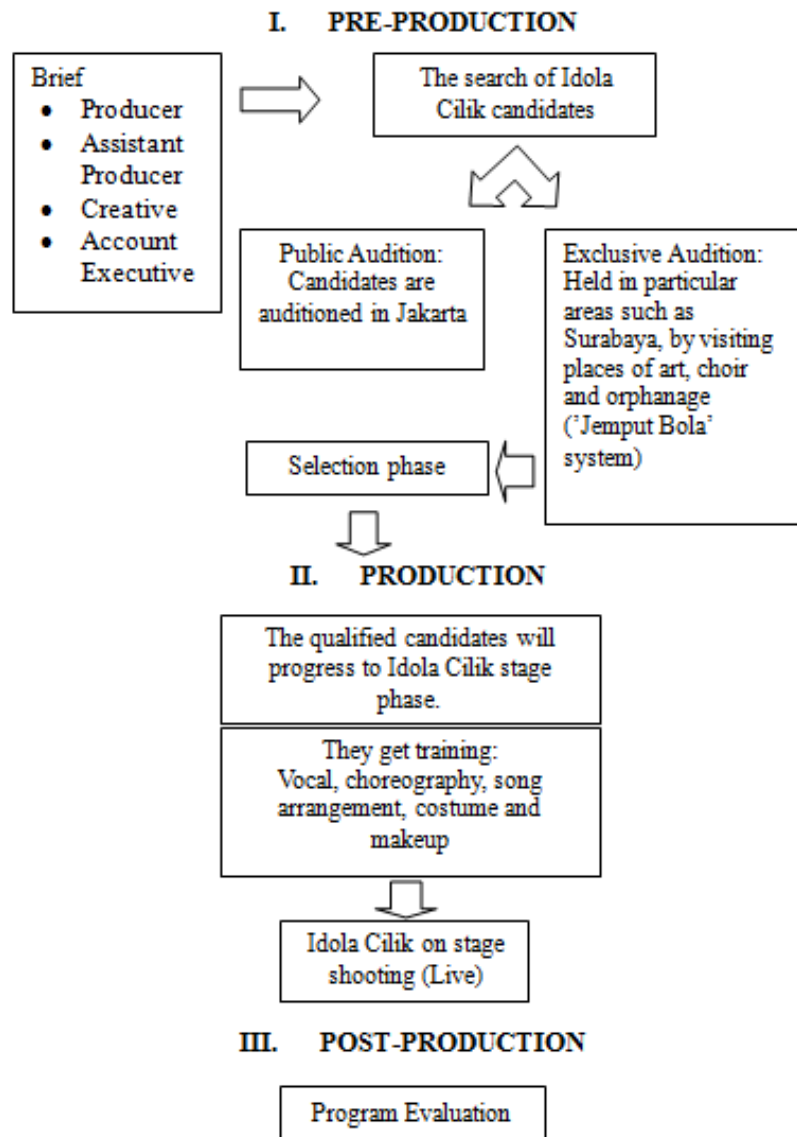 I. PRE-PRODUCTION
Brief
• Producer
• Assistant
Producer
• Creative
• Account
Executive
The search of Idola
Cilik candidates
Public Audition:
Candidates are
auditioned in Jakarta
Exclusive Audition:
Held in particular
areas such as
Surabaya, by visiting
places of art, choir
and orphanage
(’Jemput Bola’
system)
Selection phase
II. PRODUCTION
The qualified candidates will
progress to Idola Cilik stage
phase.
They get training:
Vocal, choreography, song
arrangement, costume and
makeup
Idola Cilik on stage
shooting (Live)
III. POST-PRODUCTION
Program Evaluation